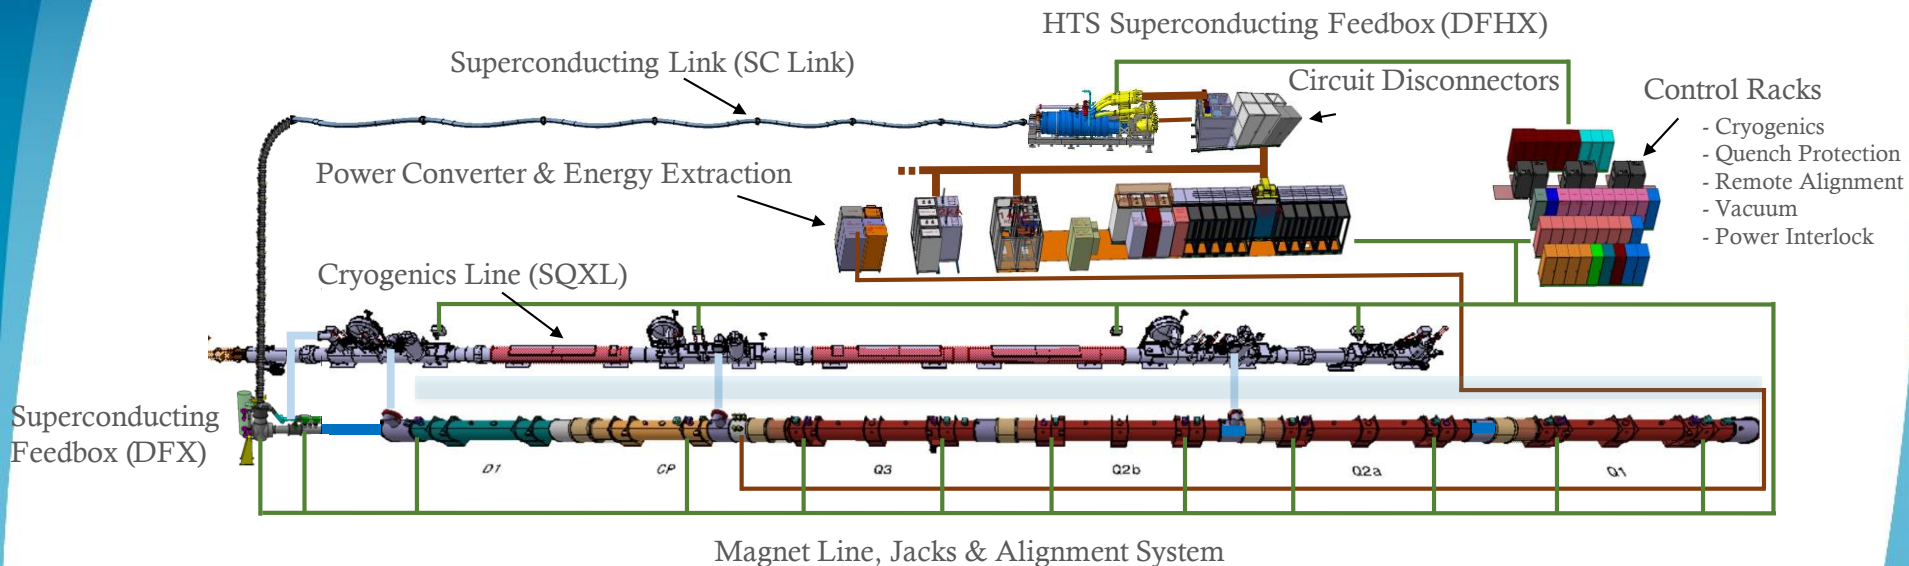 HTS Superconducting Feedbox (DFHX)
Superconducting Link (SC Link)
Circuit Disconnectors
Control Racks
- Cryogenics
- Quench Protection
- Remote Alignment
- Vacuum
- Power Interlock
Power Converter & Energy Extraction
Cryogenics Line (SQXL)
Superconducting
Feedbox (DFX)
D1
CP
Q3
Q2b
Q2a
Q1
Magnet Line, Jacks & Alignment System